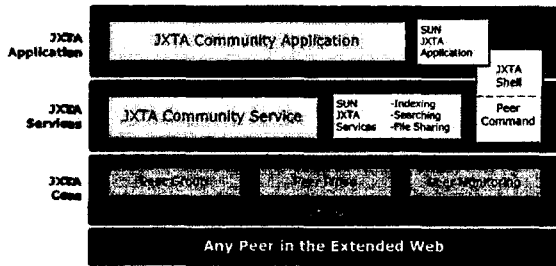 JXTA
Application
JXTA Community Application
SUN
JXTA
Application
JXTA
Shell
JXTA
Services
JXTA Community Service
SUN -Indexing
JXTA -Searching
Services -File Sharing
Peer
Command
JXTA
Any Peer in the Extended Web